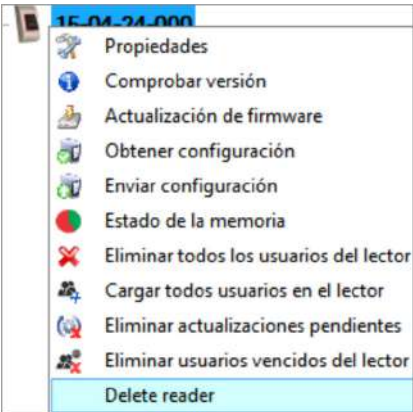 15-04-24-000
Propiedades
Comprobar versión
Actualización de firmware
Obtener configuración
Enviar configuración
Estado de la memoria
Eliminar todos los usuarios del lector
Cargar todos usuarios en el lector
Eliminar actualizaciones pendientes
Eliminar usuarios vencidos del lector
Delete reader